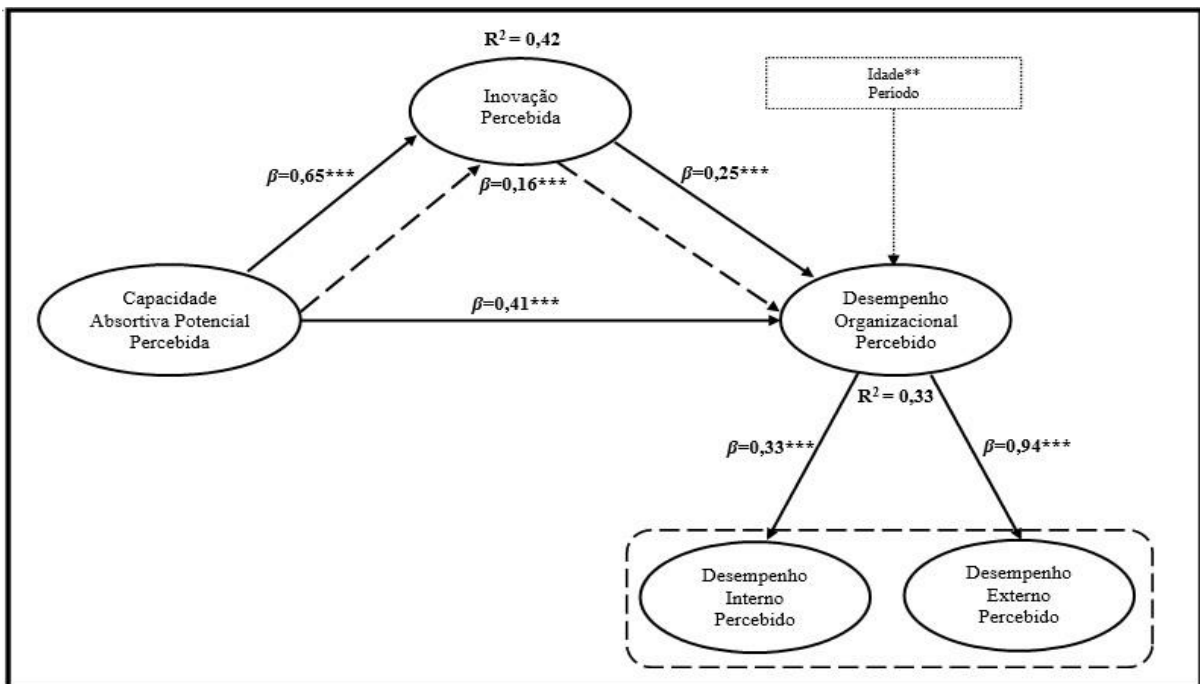 R² = 0,42
Inovação
Percebida
Idade**
Período
β=0,65***
β=0,16***
β=0,25***
Capacidade
Absortiva Potencial
Percebida
β=0,41***
Desempenho
Organizacional
Percebido
R² = 0,33
β=0,33***
β=0,94***
Desempenho
Interno
Percebido
Desempenho
Externo
Percebido